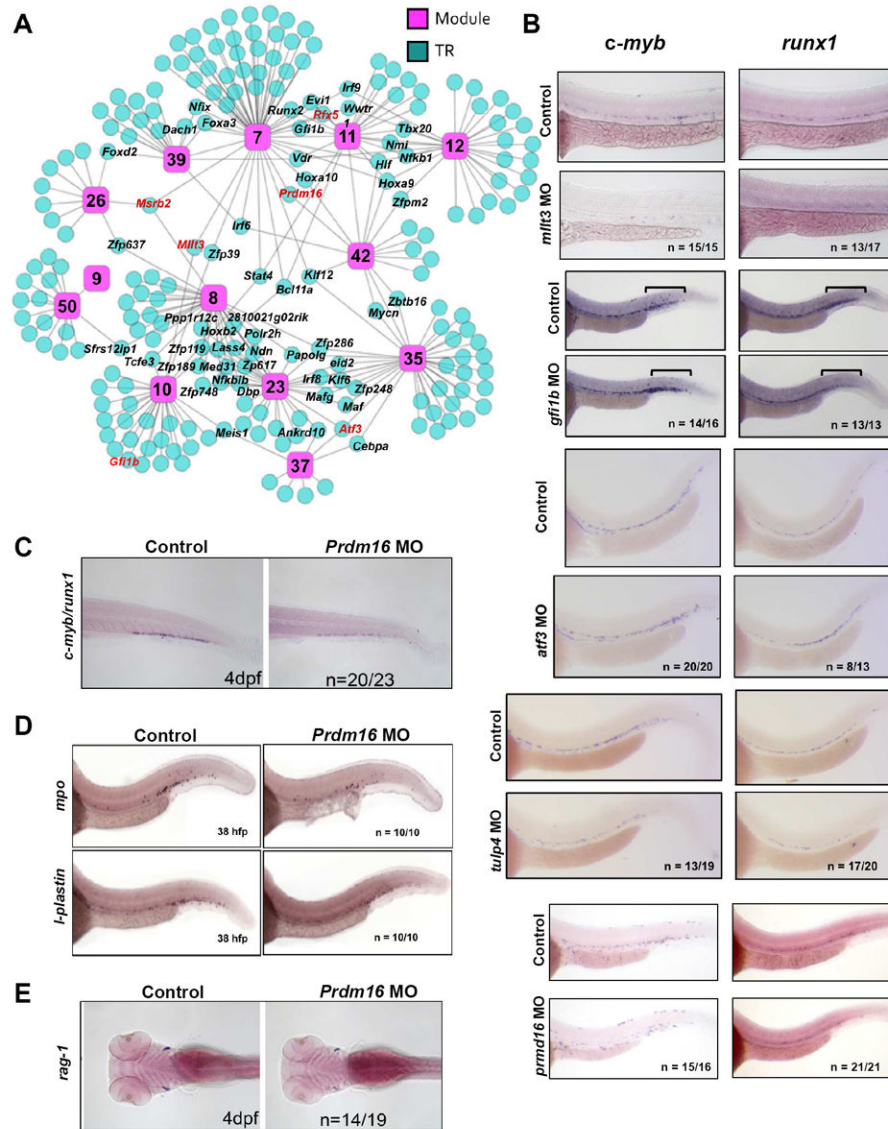 A
Module
TR
Nfix
Foxa3
Dach1
Foxd2
Runx2
Evi1
Rfx5
Irf9
Wwtr
1
Gfi1b
Tbx20
Nmi
Nfkb1
Vdr
Hlf
Hoxa10
Hoxa9
Prdm16
Zfpm2
Msrb2
Mllt3
Irf6
Zfp637
Zfp39
Stat4
Klf12
Bcl11a
Zbtb16
Mycn
7
11
12
39
26
42
9
50
8
35
10
23
37
Ppp1r12c
2810021g02rik
Hoxb2
Polr2h
Zfp286
Sfrs12ip1
Zfp119
Lass4
Ndn
Papolg
eid2
Tcfe3
Zfp189
Med31
Zp617
Irf8
Klf6
Zfp248
Nfkbib
Zfp748
Dbp
Mafg
Maf
Meis1
Ankrd10
Atf3
Cebpa
Gfi1b
B
c-myb
runx1
Control
mllt3 MO
n = 15/15
n = 13/17
Control
gfi1b MO
n = 14/16
n = 13/13
Control
atf3 MO
n = 20/20
n = 8/13
Control
tulp4 MO
n = 13/19
n = 17/20
Control
prmd16 MO
n = 15/16
n = 21/21
C
Control
Prdm16 MO
c-myb/runx1
4dpf
n=20/23
D
Control
Prdm16 MO
mpo
38 hfp
n = 10/10
l-plastin
38 hfp
n = 10/10
E
Control
Prdm16 MO
rag-1
4dpf
n=14/19